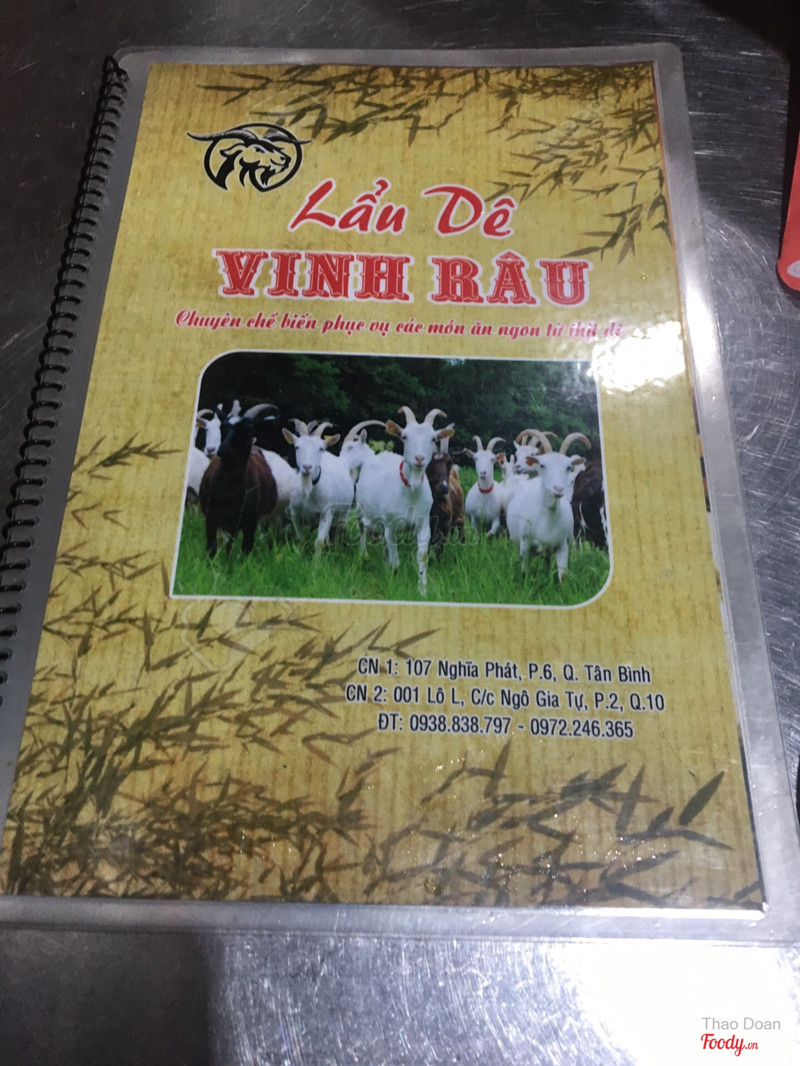 Lẩu Dê
VINH RÂU
Chuyên chế biến phục vụ các món ăn ngon từ thịt dê
Foody.vn
CN 1: 107 Nghĩa Phát, P.6, Q. Tân Bình
CN 2: 001 Lô L, C/c Ngô Gia Tự, P.2, Q.10
ĐT: 0938.838.797 - 0972.246.365
Thao Doan
Foody.vn